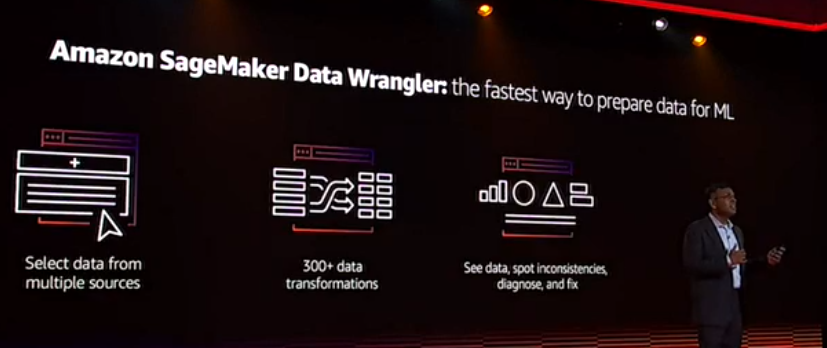 Amazon SageMaker Data Wrangler: the fastest way to prepare data for ML
Select data from
multiple sources
300+ data
transformations
See data, spot inconsistencies,
diagnose, and fix